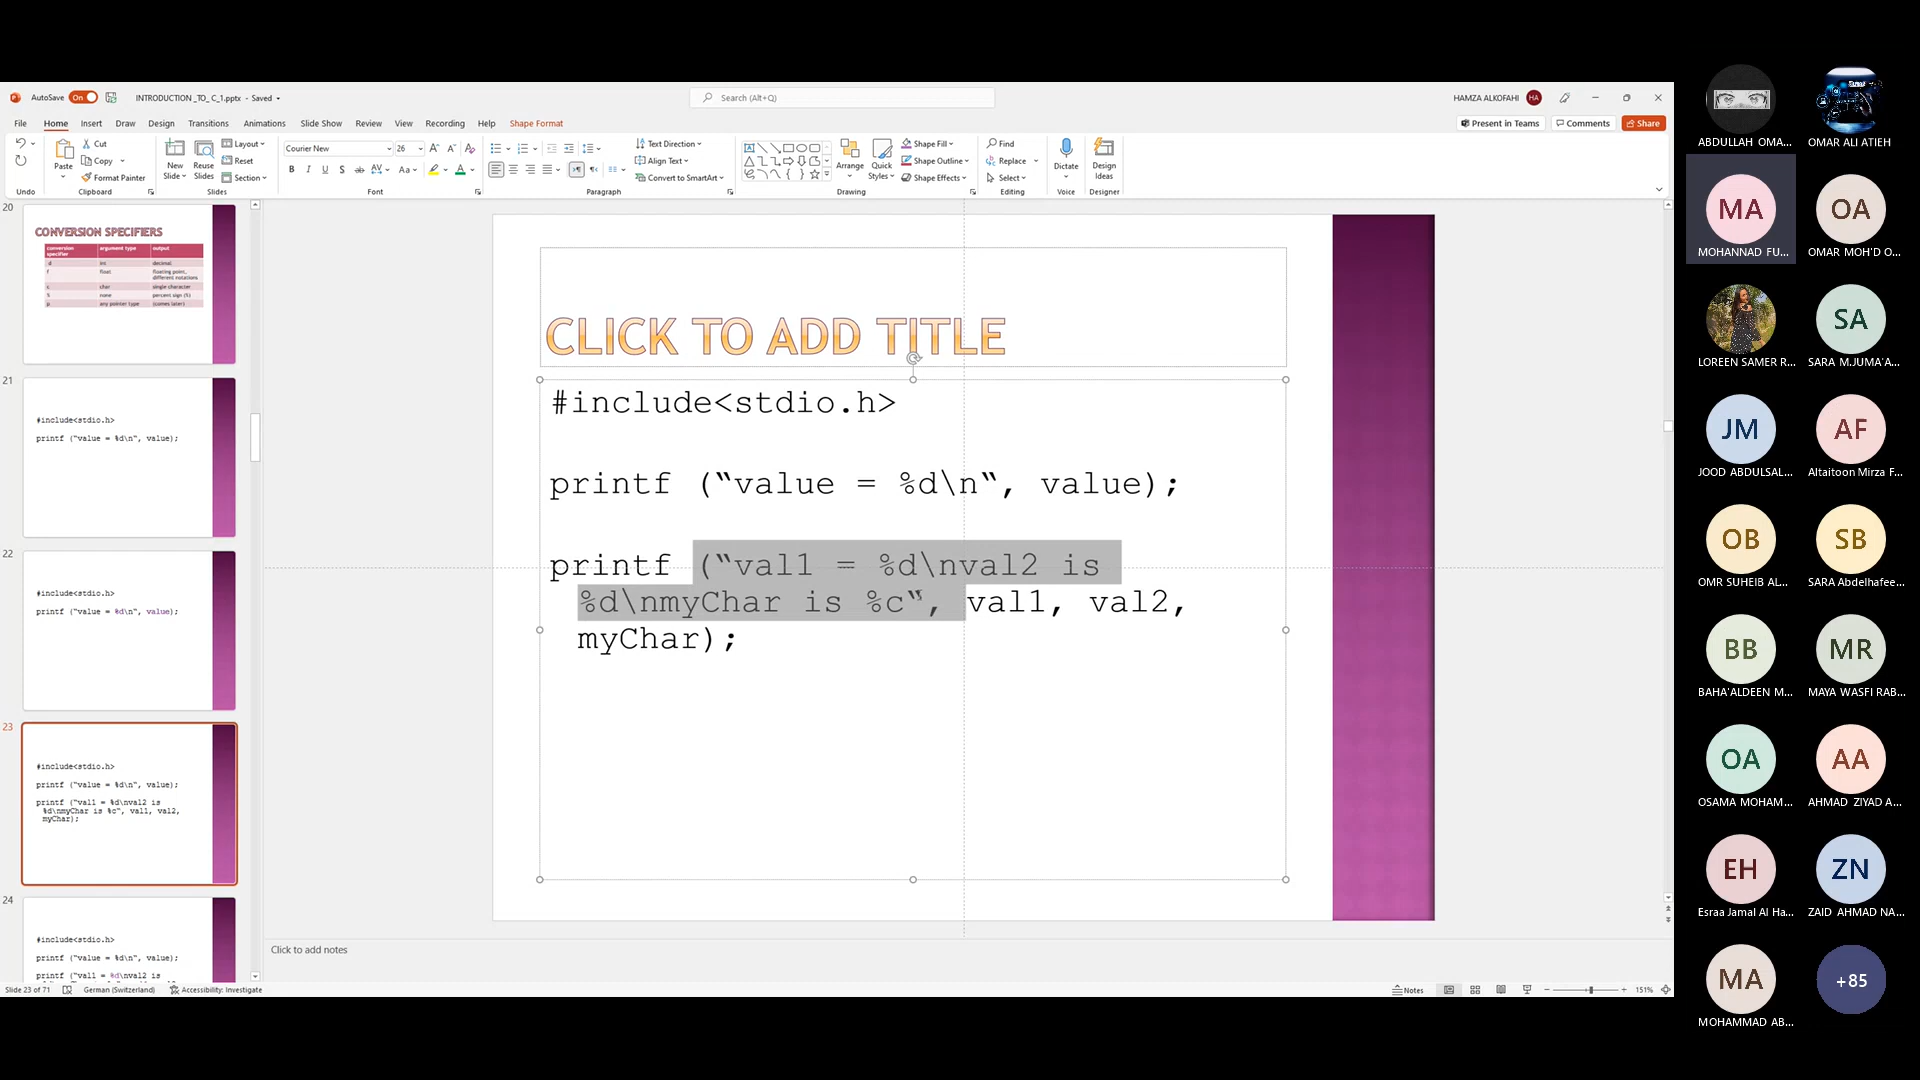 AutoSave On INTRODUCTION _TO_ C_1.pptx - Saved
Search (Alt+Q)
HAMZA ALKOFAHI HA
File Home Insert Draw Design Transitions Animations Slide Show Review View Recording Help Shape Format
Present in Teams Comments Share
Undo
Paste
Cut
Copy
Format Painter
Clipboard
New Slide
Reuse Slides
Layout
Reset
Section
Slides
Courier New 26
Font
Text Direction
Align Text
Convert to SmartArt
Paragraph
Arrange
Quick Styles
Shape Fill
Shape Outline
Shape Effects
Drawing
Find
Replace
Select
Editing
Dictate
Voice
Design Ideas
Designer
20
CONVERSION SPECIFIERS
conversion specifier argument type output
d int decimal
f float floating point, different notations
c char single character
% none percent sign (%)
p any pointer type (comes later)
21
#include<stdio.h>
printf ("value = %d\n", value);
22
#include<stdio.h>
printf ("value = %d\n", value);
23
#include<stdio.h>
printf ("value = %d\n", value);
printf ("val1 = %d\nval2 is
%d\nmyChar is %c", val1, val2,
myChar);
24
#include<stdio.h>
printf ("value = %d\n", value);
printf ("val1 = %d\nval2 is
CLICK TO ADD TITLE
#include<stdio.h>
printf (‟value = %d\n‟, value);
printf (‟val1 = %d\nval2 is
%d\nmyChar is %c‟, val1, val2,
myChar);
Click to add notes
Slide 23 of 71 German (Switzerland) Accessibility: Investigate
Notes 151%
ABDULLAH OMA...
OMAR ALI ATIEH
MA
MOHANNAD FU...
OA
OMAR MOH'D O...
LOREEN SAMER R...
SA
SARA M.JUMA'A...
JM
JOOD ABDULSAL...
AF
Altaitoon Mirza F...
OB
OMR SUHEIB AL...
SB
SARA Abdelhafee...
BB
BAHA'ALDEEN M...
MR
MAYA WASFI RAB...
OA
OSAMA MOHAM...
AA
AHMAD ZIYAD A...
EH
Esraa Jamal Al Ha...
ZN
ZAID AHMAD NA...
MA
MOHAMMAD AB...
+85